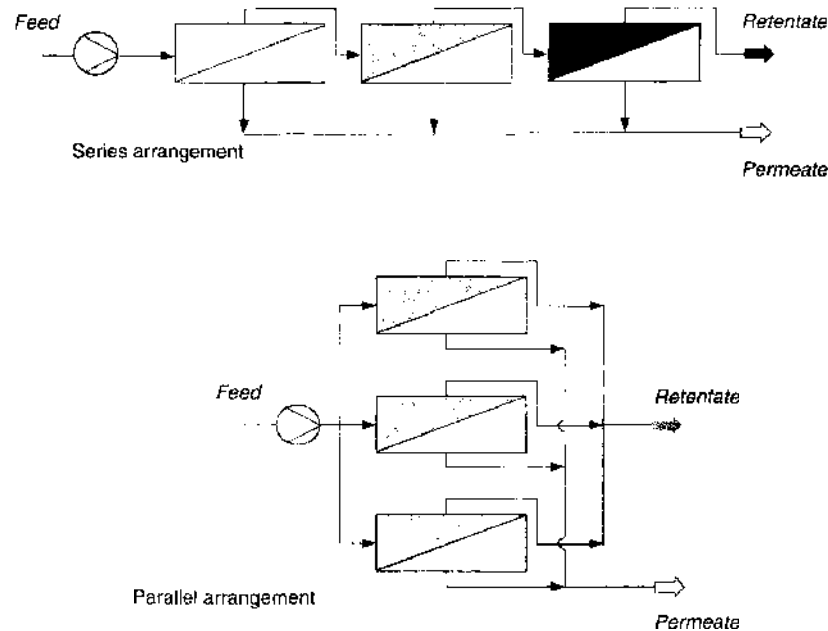 Feed
Retentate
Series arrangement
Permeate
Feed
Retentate
Parallel arrangement
Permeate